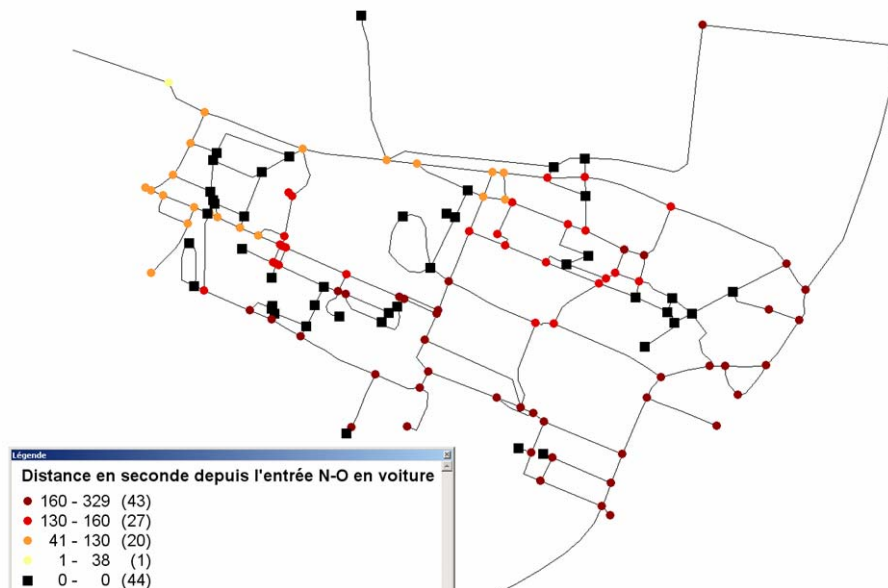 Légende
Distance en seconde depuis l'entrée N-O en voiture
160 - 329 (43)
130 - 160 (27)
41 - 130 (20)
1 - 38 (1)
0 - 0 (44)